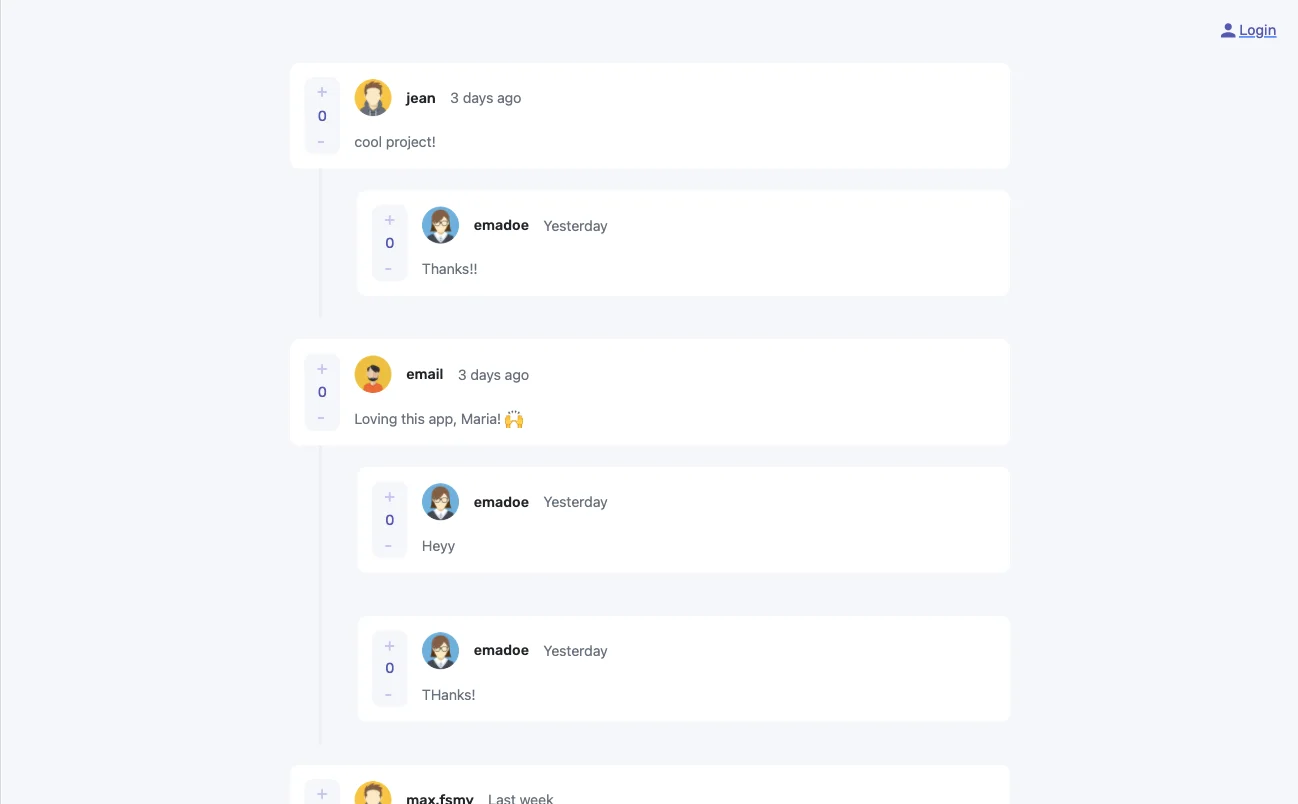 Login
+
0
-
jean 3 days ago
cool project!
+
0
-
emadoe Yesterday
Thanks!!
+
0
-
email 3 days ago
Loving this app, Maria! 🙌
+
0
-
emadoe Yesterday
Heyy
+
0
-
emadoe Yesterday
THanks!
+
max.fsmv Last week